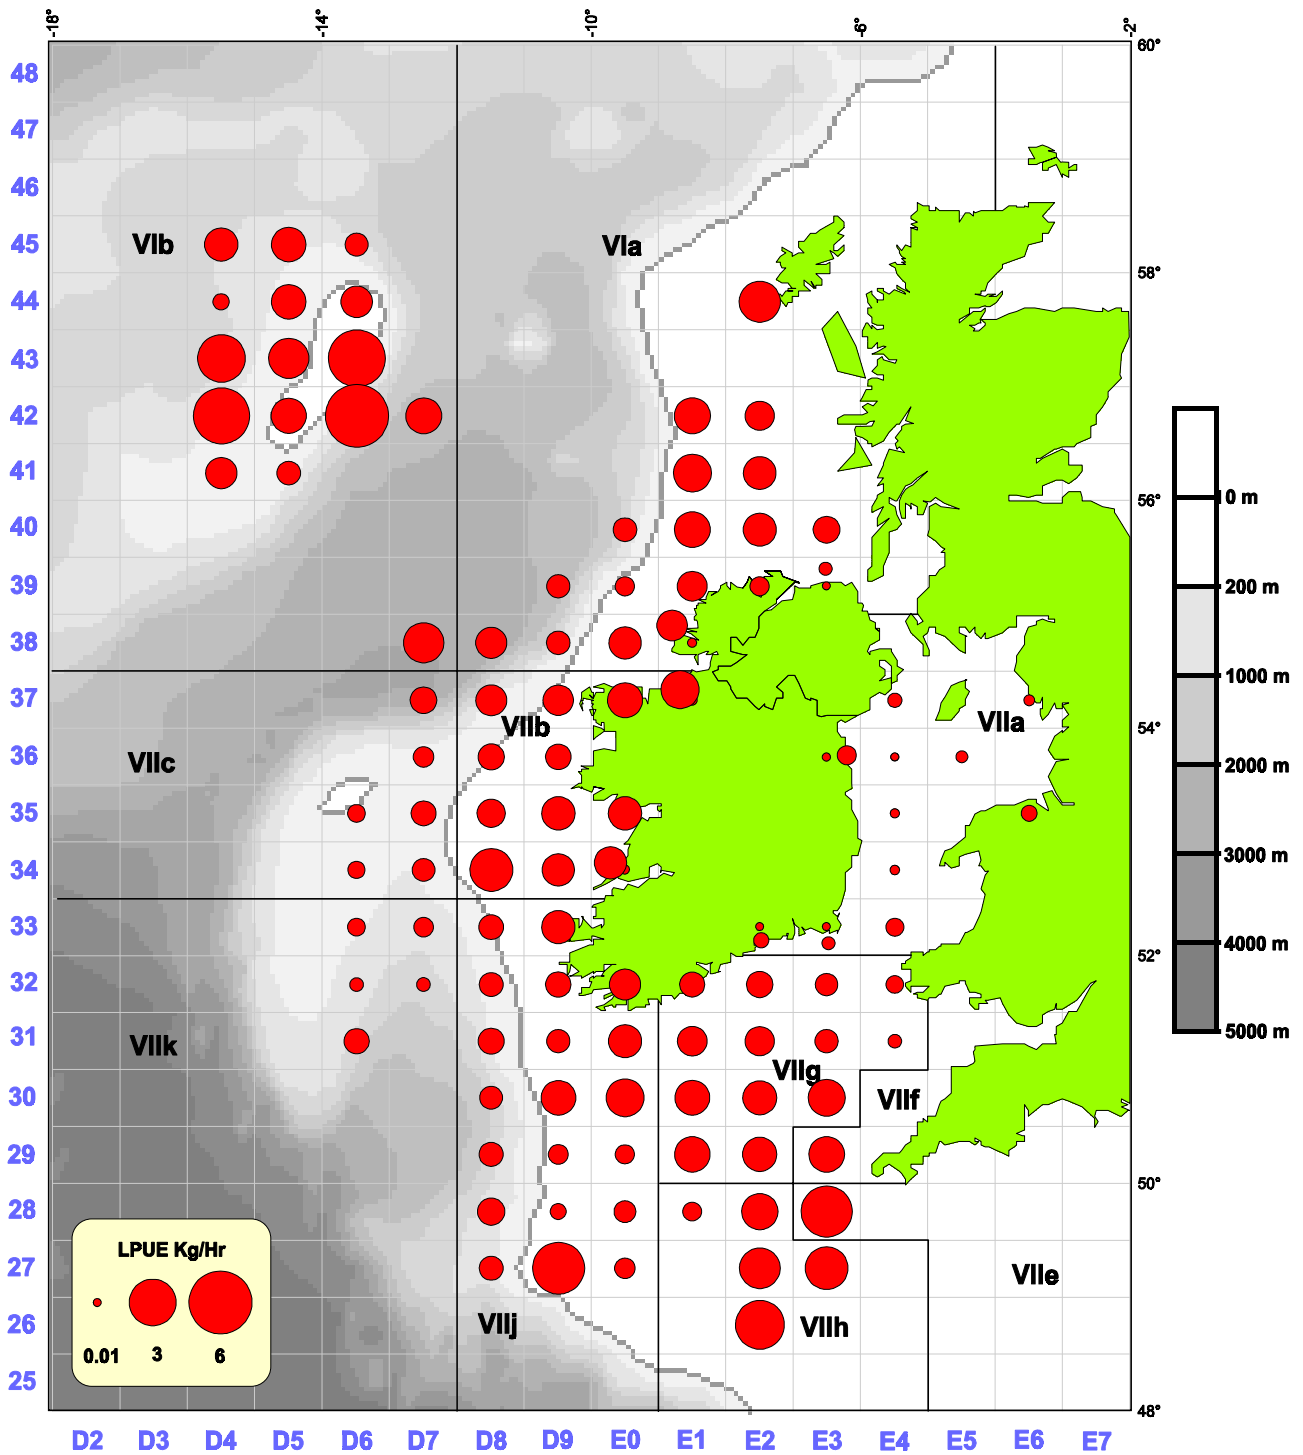 -18° -14° -10° -6° -2°
60°
48
47
46
45 VIb VIa
58°
44
43
42
41
56°
40
39
38
37
VIIb VIIa
54°
36
VIIc
35
34
33
52°
32
31
VIIk
VIIg
30
VIIf
29
50°
28
27
VIIe
26
VIIj VIIh
25
48°
D2 D3 D4 D5 D6 D7 D8 D9 E0 E1 E2 E3 E4 E5 E6 E7
LPUE Kg/Hr
0.01 3 6
0 m
200 m
1000 m
2000 m
3000 m
4000 m
5000 m